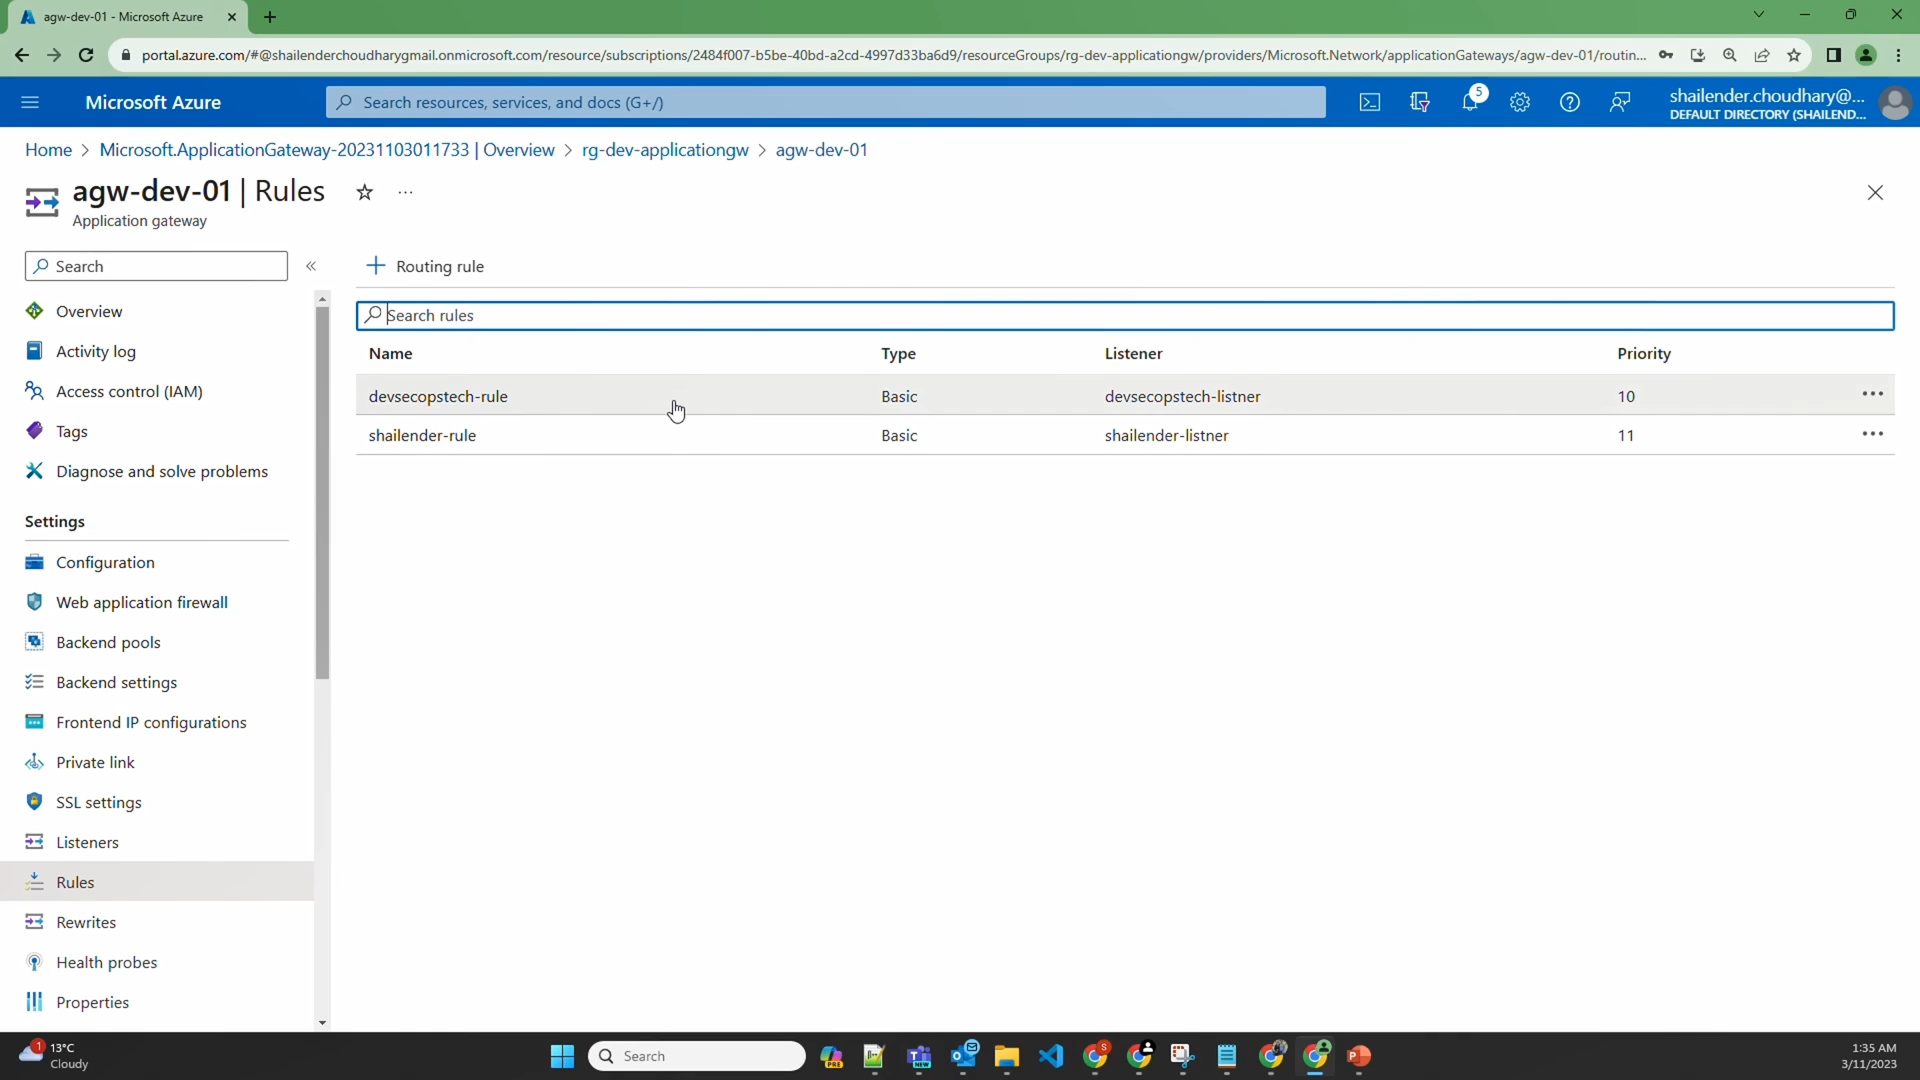 agw-dev-01 - Microsoft Azure
portal.azure.com/#@shailenderchoudharygmail.onmicrosoft.com/resource/subscriptions/2484f007-b5be-40bd-a2cd-4997d33ba6d9/resourceGroups/rg-dev-applicationgw/providers/Microsoft.Network/applicationGateways/agw-dev-01/routin...
Microsoft Azure
Search resources, services, and docs (G+/)
5
shailender.choudhary@...
DEFAULT DIRECTORY (SHAILEND...
Home > Microsoft.ApplicationGateway-20231103011733 | Overview > rg-dev-applicationgw > agw-dev-01
agw-dev-01 | Rules
Application gateway
Search
Routing rule
Overview
Activity log
Access control (IAM)
Tags
Diagnose and solve problems
Settings
Configuration
Web application firewall
Backend pools
Backend settings
Frontend IP configurations
Private link
SSL settings
Listeners
Rules
Rewrites
Health probes
Properties
Search rules
Name Type Listener Priority
devsecopstech-rule Basic devsecopstech-listner 10
shailender-rule Basic shailender-listner 11
1
13°C
Cloudy
Search
PRE
NEW
S
1:35 AM
3/11/2023